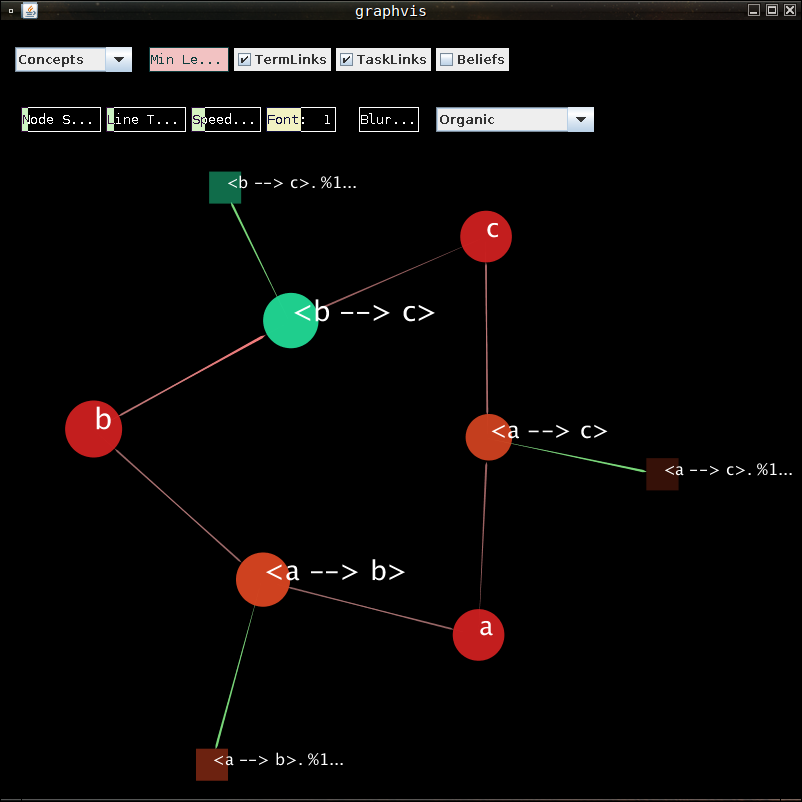 graphvis
Concepts Min Le... TermLinks TaskLinks Beliefs
Node S... Line T... Speed... Font: 1 Blur... Organic
<b --> c>. %1...
c
<b --> c>
b
<a --> c>
<a --> c>. %1...
<a --> b>
a
<a --> b>. %1...